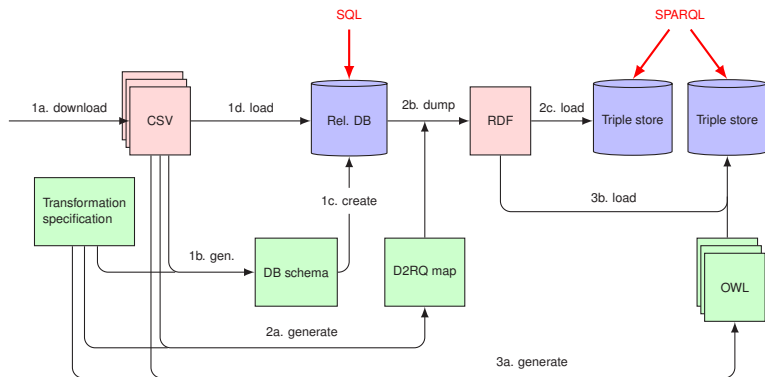 SQL
SPARQL
1a. download
CSV
1d. load
Rel. DB
2b. dump
RDF
2c. load
Triple store
Triple store
Transformation
specification
1c. create
3b. load
1b. gen.
DB schema
D2RQ map
OWL
2a. generate
3a. generate